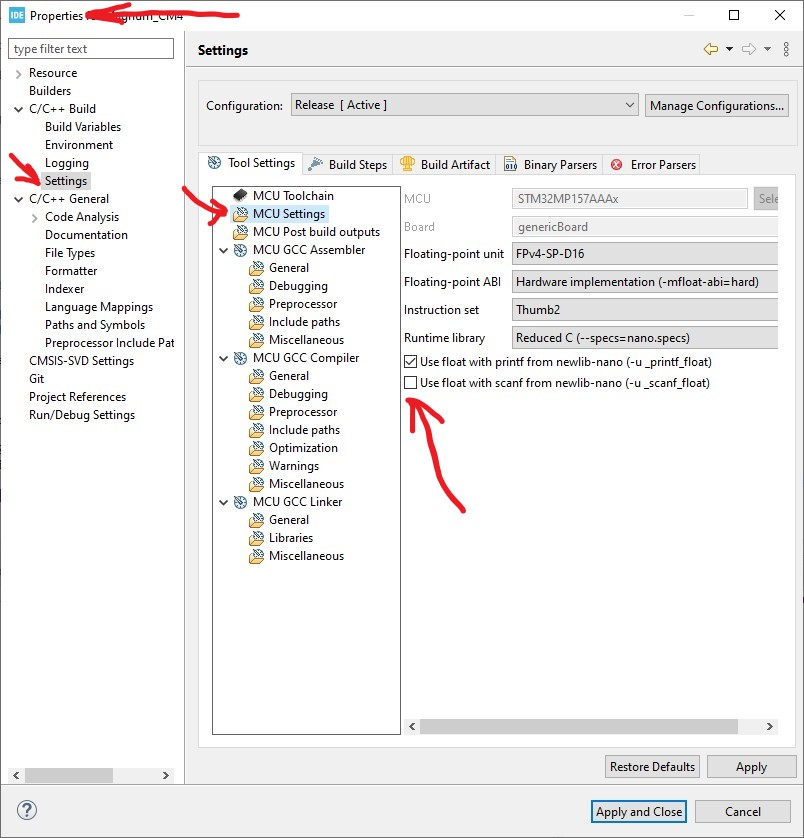 IDE Properties
type filter text
Settings
Resource
Builders
C/C++ Build
Build Variables
Environment
Logging
Settings
C/C++ General
Code Analysis
Documentation
File Types
Formatter
Indexer
Language Mappings
Paths and Symbols
Preprocessor Include Pat
CMSIS-SVD Settings
Git
Project References
Run/Debug Settings
Configuration: Release [ Active ] Manage Configurations...
Tool Settings Build Steps Build Artifact Binary Parsers Error Parsers
MCU Toolchain
MCU Settings
MCU Post build outputs
MCU GCC Assembler
General
Debugging
Preprocessor
Include paths
Miscellaneous
MCU GCC Compiler
General
Debugging
Preprocessor
Include paths
Optimization
Warnings
Miscellaneous
MCU GCC Linker
General
Libraries
Miscellaneous
MCU STM32MP157AAAx Sele
Board genericBoard
Floating-point unit FPv4-SP-D16
Floating-point ABI Hardware implementation (-mfloat-abi=hard)
Instruction set Thumb2
Runtime library Reduced C (--specs=nano.specs)
Use float with printf from newlib-nano (-u _printf_float)
Use float with scanf from newlib-nano (-u _scanf_float)
Restore Defaults Apply
? Apply and Close Cancel